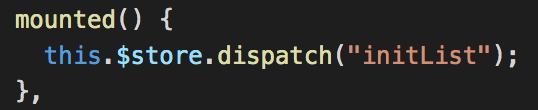 mounted() {
  this.$store.dispatch("initList");
},